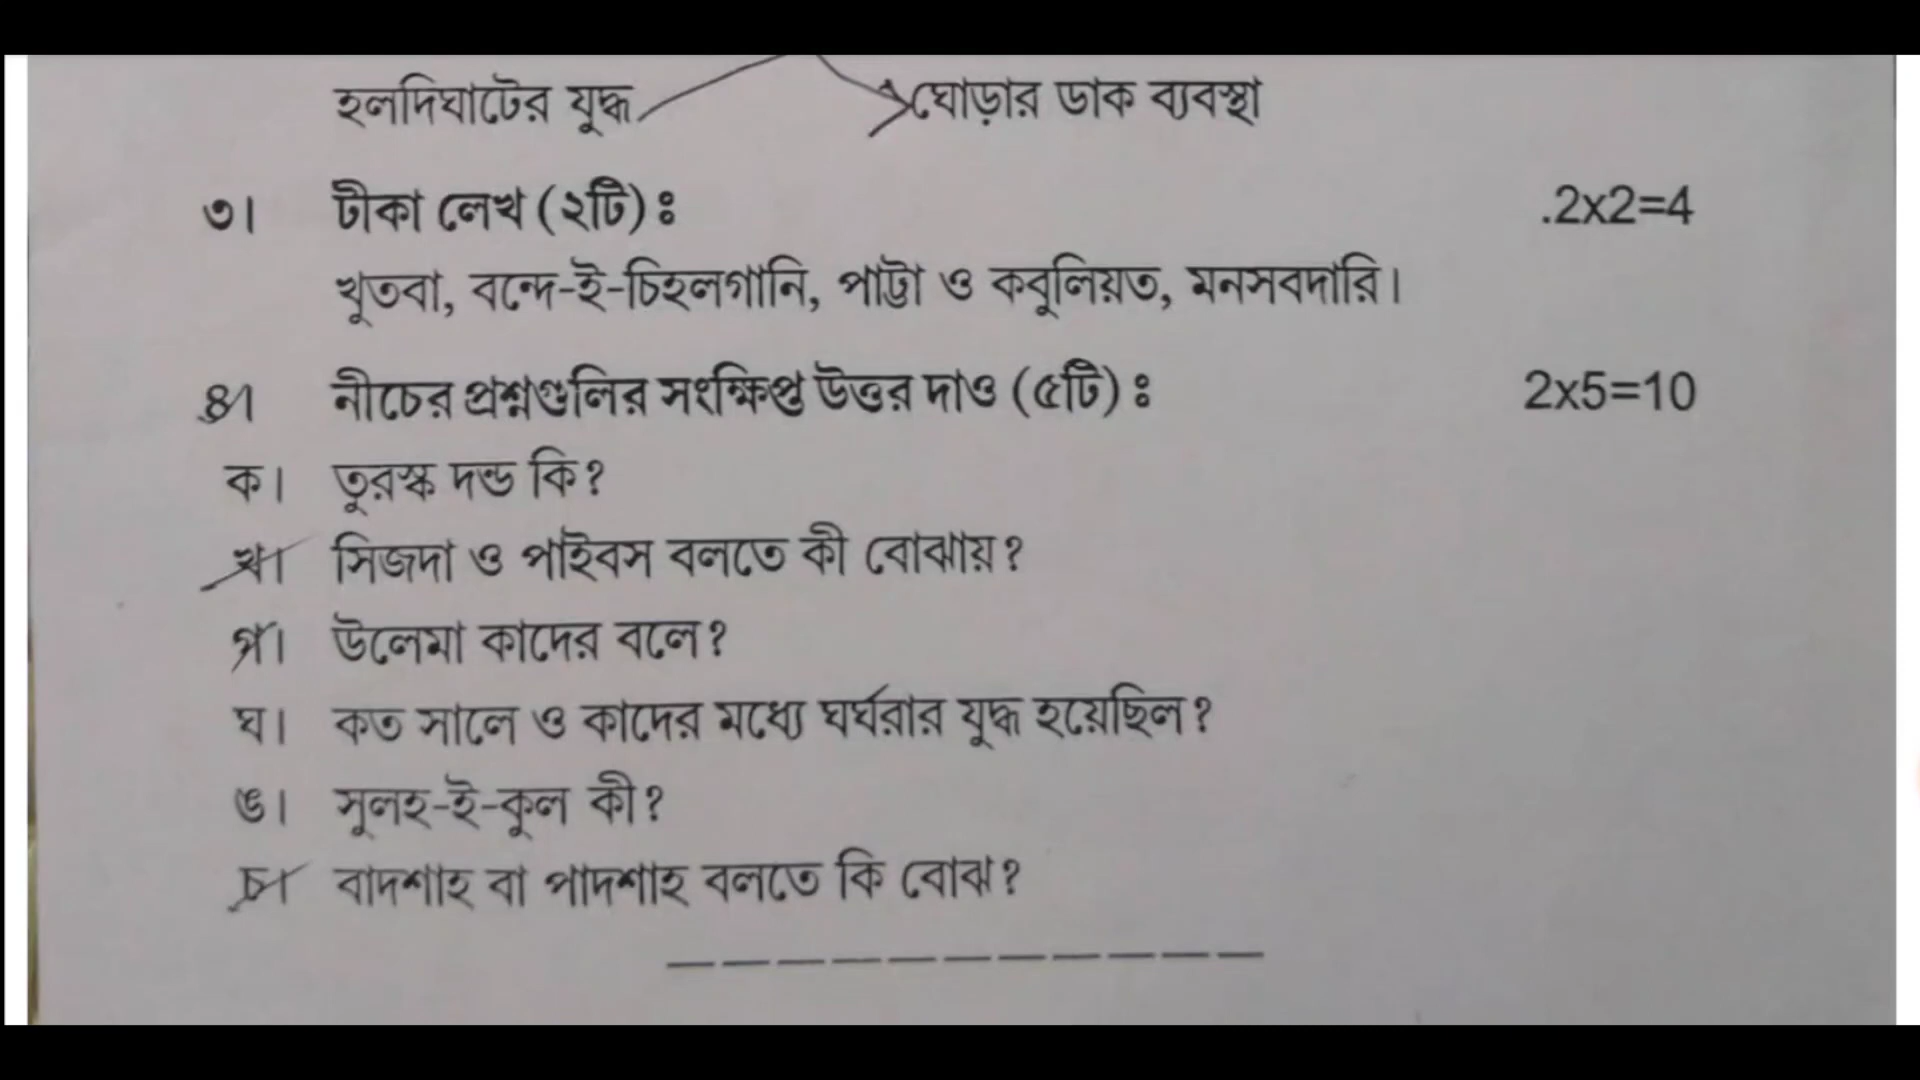 হলদিঘাটের যুদ্ধ ঘোড়ার ডাক ব্যবস্থা
৩। টীকা লেখ (২টি)ঃ .2x2=4
খুতবা, বন্দে-ই-চিহলগানি, পাট্টা ও কবুলিয়ত, মনসবদারি।
৪। নীচের প্রশ্নগুলির সংক্ষিপ্ত উত্তর দাও (৫টি)ঃ 2x5=10
ক। তুরস্ক দন্ড কি?
খ। সিজদা ও পাইবস বলতে কী বোঝায়?
গ। উলেমা কাদের বলে?
ঘ। কত সালে ও কাদের মধ্যে ঘর্ঘরার যুদ্ধ হয়েছিল?
ঙ। সুলহ-ই-কুল কী?
চ। বাদশাহ বা পাদশাহ বলতে কি বোঝ?